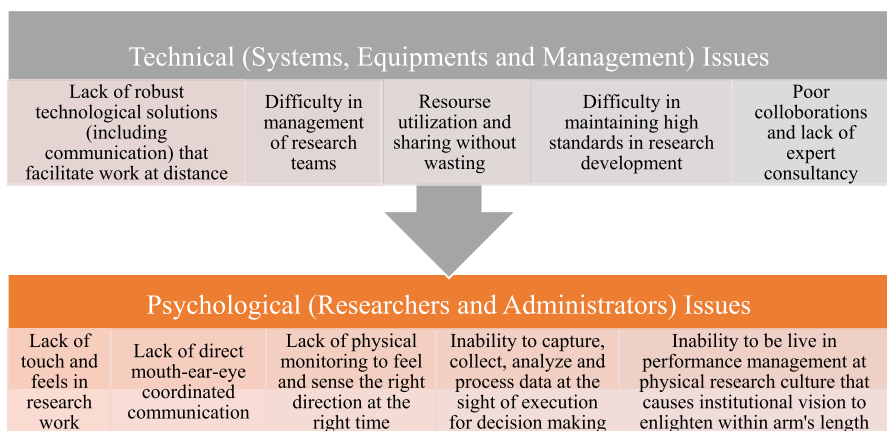 Technical (Systems, Equipments and Management) Issues
Lack of robust
technological solutions
(including
communication) that
facilitate work at distance
Difficulty in
management
of research
teams
Resourse
utilization and
sharing without
wasting
Difficulty in
maintaining high
standards in research
development
Poor
colloborations
and lack of
expert
consultancy
Psychological (Researchers and Administrators) Issues
Lack of
touch and
feels in
research
work
Lack of direct
mouth-ear-eye
coordinated
communication
Lack of physical
monitoring to feel
and sense the right
direction at the
right time
Inability to capture,
collect, analyze and
process data at the
sight of execution
for decision making
Inability to be live in
performance management at
physical research culture that
causes institutional vision to
enlighten within arm's length